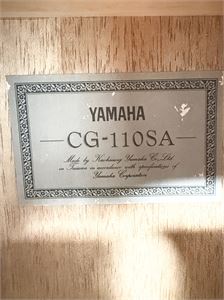 YAMAHA
CG-110SA
Made by Kaohsiung Yamaha Co., Ltd.
in Taiwan in accordance with specifications of
Yamaha Corporation